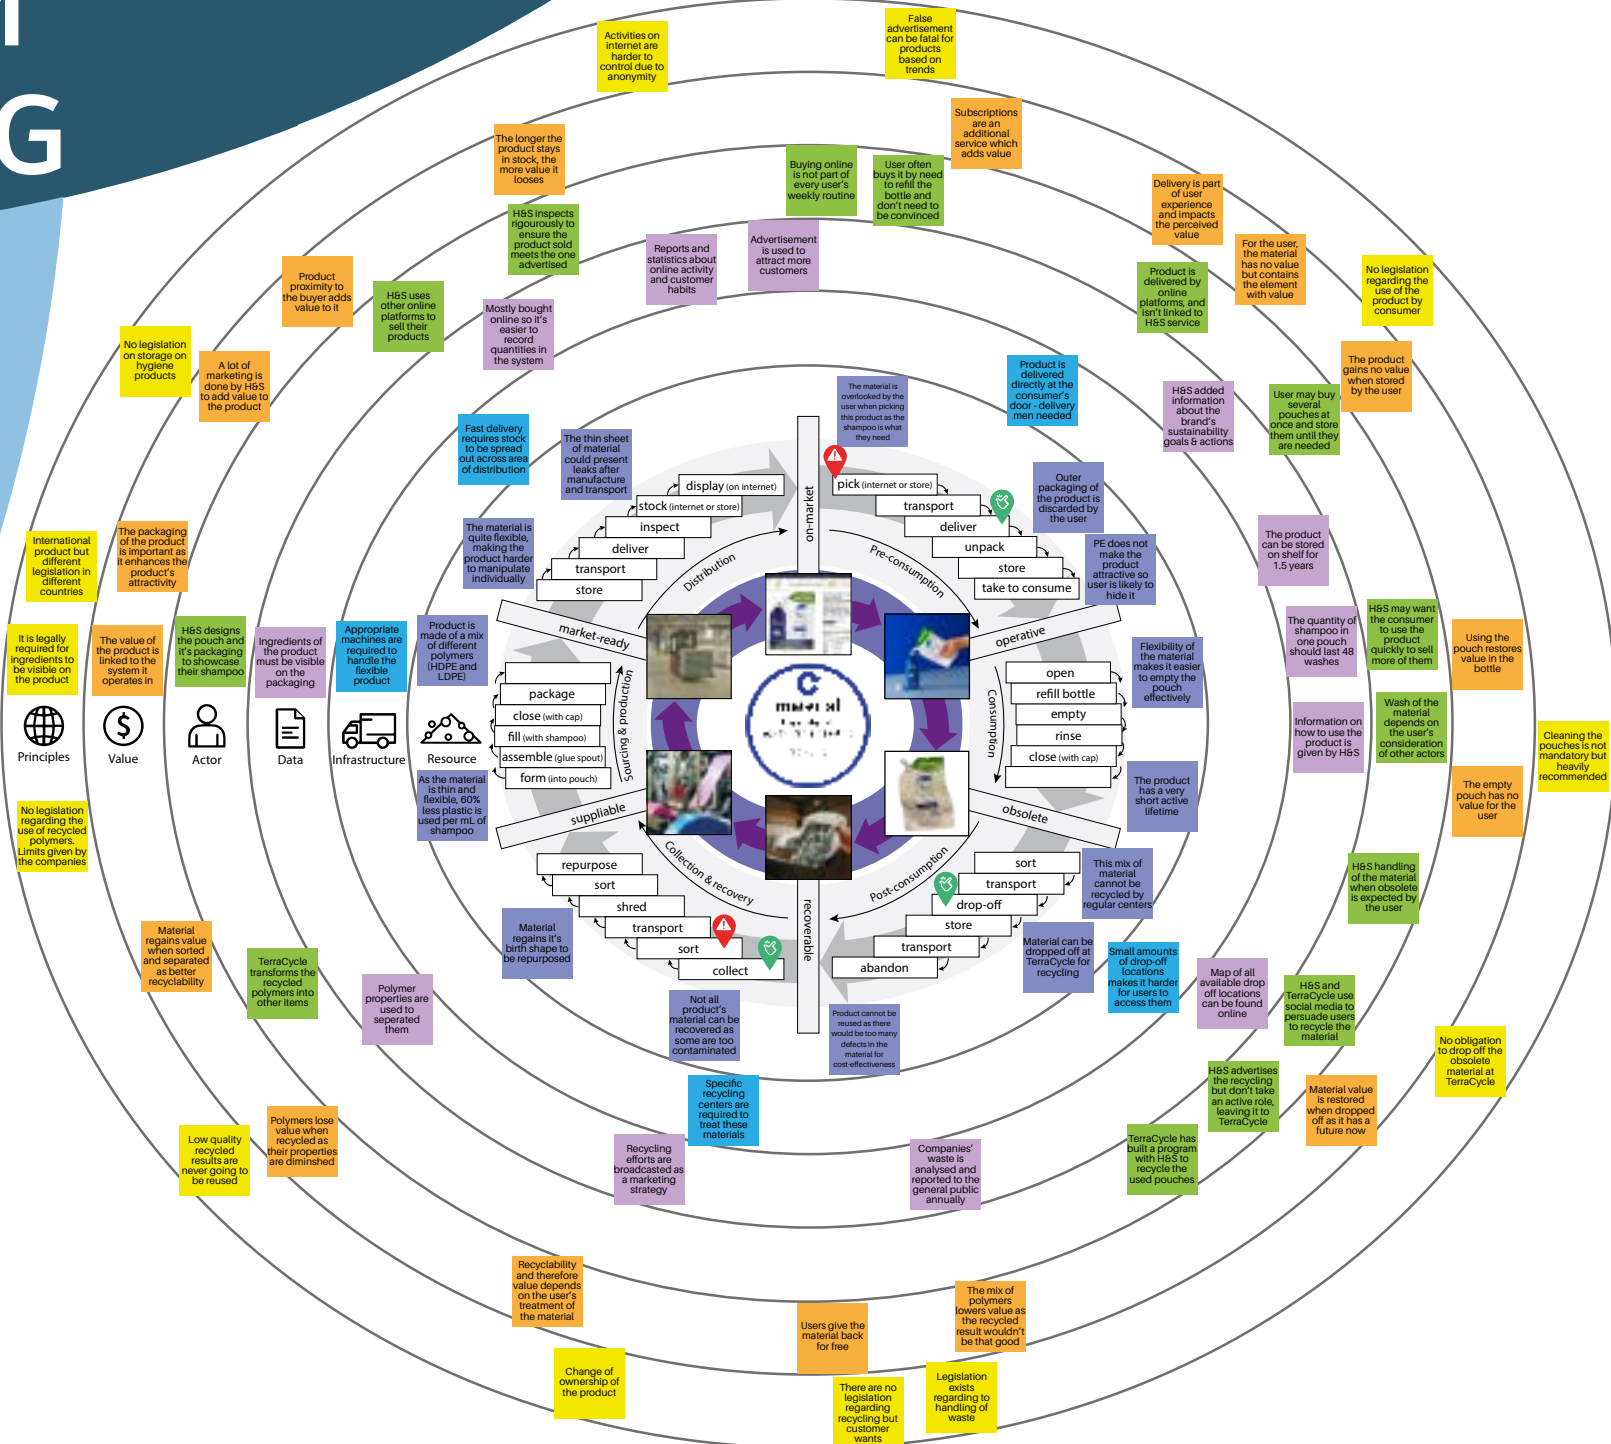 G
Activities on
internet are
harder to
control due to
anonymity
False
advertisement
can be fatal for
products
based on
trends
The longer the
product stays
in stock, the
more value it
looses
Subscriptions
are an
additional
service which
adds value
Buying online
is not part of
every user's
weekly routine
User often
buys it by need
to refill the
bottle and
don't need to
be convinced
Delivery is part
of user
experience
and impacts
the perceived
value
H&S inspects
rigourously to
ensure the
product sold
meets the one
advertised
Reports and
statistics about
online activity
and customer
habits
Advertisement
is used to
attract more
customers
For the user,
the material
has no value
but contains
the element
with value
No legislation
regarding the
use of the
product by
consumer
Product
proximity to
the buyer adds
value to it
H&S uses
other online
platforms to
sell their
products
Mostly bought
online so it's
easier to
record
quantities in
the system
Product is
delivered by
online
platforms, and
isn't linked to
H&S service
No legislation
on storage on
hygiene
products
A lot of
marketing is
done by H&S
to add value to
the product
Product is
delivered
directly at the
consumer's
door - delivery
men needed
The product
gains no value
when stored
by the user
The material is
overlooked by the
user when picking
this product as the
shampoo is what
they need
H&S added
information
about the
brand's
sustainability
goals & actions
User may buy
several
pouches at
once and store
them until they
are needed
Fast delivery
requires stock
to be spread
out across area
of distribution
The thin sheet
of material
could present
leaks after
manufacture
and transport
Outer
packaging of
the product is
discarded by
the user
display (on internet)
stock (internet or store)
inspect
deliver
transport
store
on-market
pick (internet or store)
transport
deliver
unpack
store
take to consume
The material is
quite flexible,
making the
product harder
to manipulate
individually
PE does not
make the
product
attractive so
user is likely to
hide it
The product
can be stored
on shelf for
1.5 years
International
product but
different
legislation in
different
countries
The packaging
of the product
is important as
it enhances the
product's
attractivity
Distribution
Pre-consumption
market-ready
operative
It is legally
required for
ingredients to
be visible on
the product
The value of
the product is
linked to the
system it
operates in
H&S designs
the pouch and
it's packaging
to showcase
their shampoo
Ingredients of
the product
must be visible
on the
packaging
Appropriate
machines are
required to
handle the
flexible
product
Product is
made of a mix
of different
polymers
(HDPE and
LDPE)
Flexibility of
the material
makes it easier
to empty the
pouch
effectively
The quantity of
shampoo in
one pouch
should last 48
washes
H&S may want
the consumer
to use the
product
quickly to sell
more of them
Using the
pouch restores
value in the
bottle
Principles
Value
Actor
Data
Infrastructure
Resource
package
close (with cap)
fill (with shampoo)
assemble (glue spout)
form (into pouch)
Sourcing & production
material
Consumption
open
refill bottle
empty
rinse
close (with cap)
Information on
how to use the
product is
given by H&S
Wash of the
material
depends on
the user's
consideration
of other actors
Cleaning the
pouches is not
mandatory but
heavily
recommended
No legislation
regarding the
use of recycled
polymers.
Limits given by
the companies
As the material
is thin and
flexible, 60%
less plastic is
used per mL of
shampoo
The product
has a very
short active
lifetime
The empty
pouch has no
value for the
user
suppliable
obsolete
Collection & recovery
Post-consumption
repurpose
sort
shred
transport
sort
collect
recoverable
sort
transport
drop-off
store
transport
abandon
This mix of
material
cannot be
recycled by
regular centers
H&S handling
of the material
when obsolete
is expected by
the user
Material
regains value
when sorted
and separated
as better
recyclability
TerraCycle
transforms the
recycled
polymers into
other items
Material
regains it's
birth shape to
be repurposed
Material can be
dropped off at
TerraCycle for
recycling
Small amounts
of drop-off
locations
makes it harder
for users to
access them
Map of all
available drop
off locations
can be found
online
H&S and
TerraCycle use
social media to
persuade users
to recycle the
material
Polymer
properties are
used to
seperated
them
Not all
product's
material can be
recovered as
some are too
contaminated
Product cannot be
reused as there
would be too many
defects in the
material for
cost-effectiveness
No obligation
to drop off the
obsolete
material at
TerraCycle
H&S advertises
the recycling
but don't take
an active role,
leaving it to
TerraCycle
Material value
is restored
when dropped
off as it has a
future now
Specific
recycling
centers are
required to
treat these
materials
Low quality
recycled
results are
never going to
be reused
Polymers lose
value when
recycled as
their properties
are diminshed
Recycling
efforts are
broadcasted as
a marketing
strategy
Companies'
waste is
analysed and
reported to the
general public
annually
TerraCycle has
built a program
with H&S to
recycle the
used pouches
Recyclability
and therefore
value depends
on the user's
treatment of
the material
Users give the
material back
for free
The mix of
polymers
lowers value as
the recycled
result wouldn't
be that good
Change of
ownership of
the product
There are no
legislation
regarding
recycling but
customer
wants
Legislation
exists
regarding to
handling of
waste